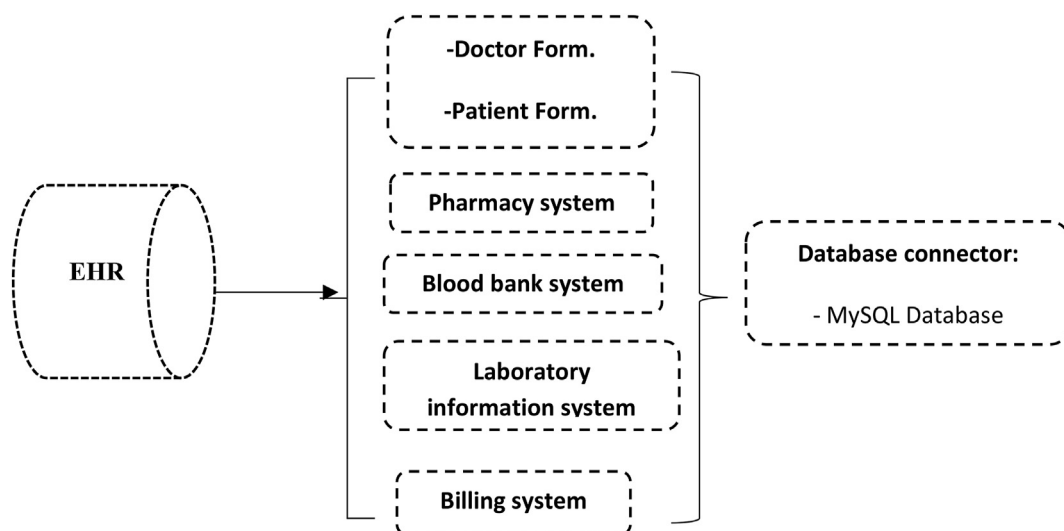 EHR
-Doctor Form.
-Patient Form.
Pharmacy system
Blood bank system
Laboratory
information system
Billing system
Database connector:
- MySQL Database